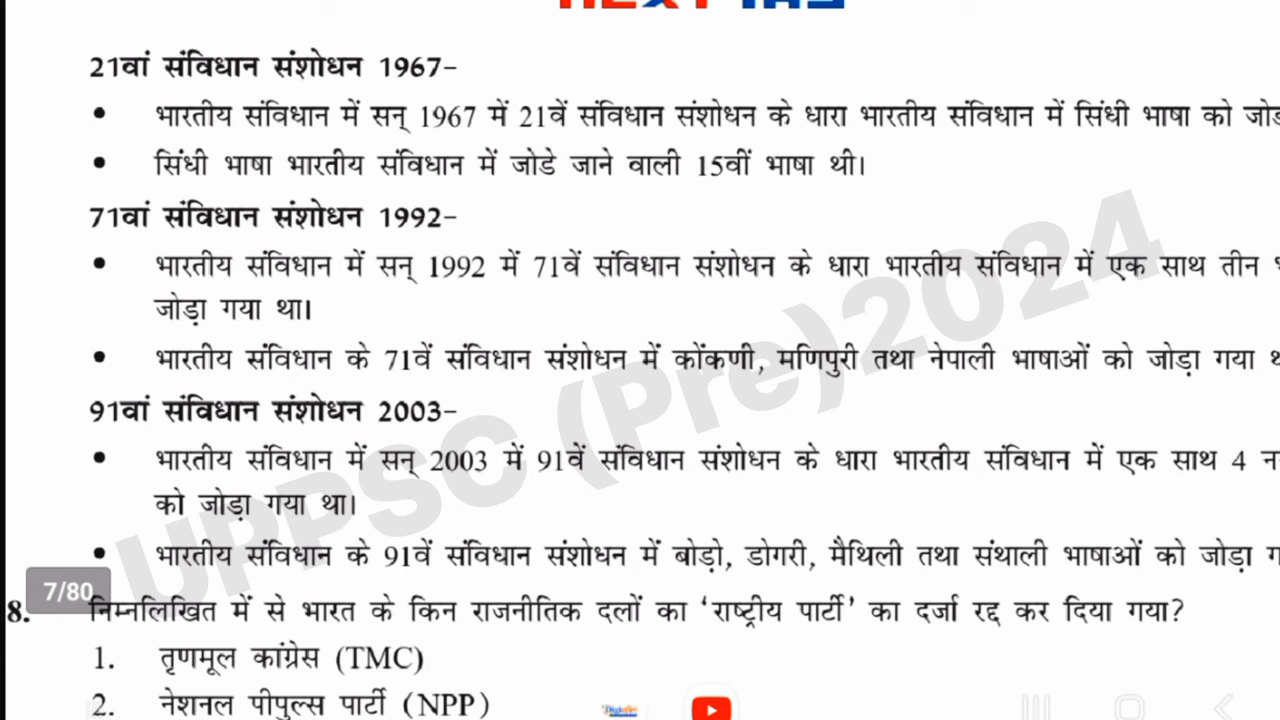 21वां संविधान संशोधन 1967–
• भारतीय संविधान में सन् 1967 में 21वें संविधान संशोधन के धारा भारतीय संविधान में सिंधी भाषा को
• सिंधी भाषा भारतीय संविधान में जोडे जाने वाली 15वीं भाषा थी।
71वां संविधान संशोधन 1992–
• भारतीय संविधान में सन् 1992 में 71वें संविधान संशोधन के धारा भारतीय संविधान में एक साथ तीन
जोड़ा गया था।
• भारतीय संविधान के 71वें संविधान संशोधन में कोंकणी, मणिपुरी तथा नेपाली भाषाओं को जोड़ा गया
91वां संविधान संशोधन 2003–
• भारतीय संविधान में सन् 2003 में 91वें संविधान संशोधन के धारा भारतीय संविधान में एक साथ 4
को जोड़ा गया था।
• भारतीय संविधान के 91वें संविधान संशोधन में बोड़ो, डोगरी, मैथिली तथा संथाली भाषाओं को जोड़ा
UPPSC (Pre)2024
7/80
8. निम्नलिखित में से भारत के किन राजनीतिक दलों का ‘राष्ट्रीय पार्टी’ का दर्जा रद्द कर दिया गया?
1. तृणमूल कांग्रेस (TMC)
2. नेशनल पीपुल्स पार्टी (NPP)